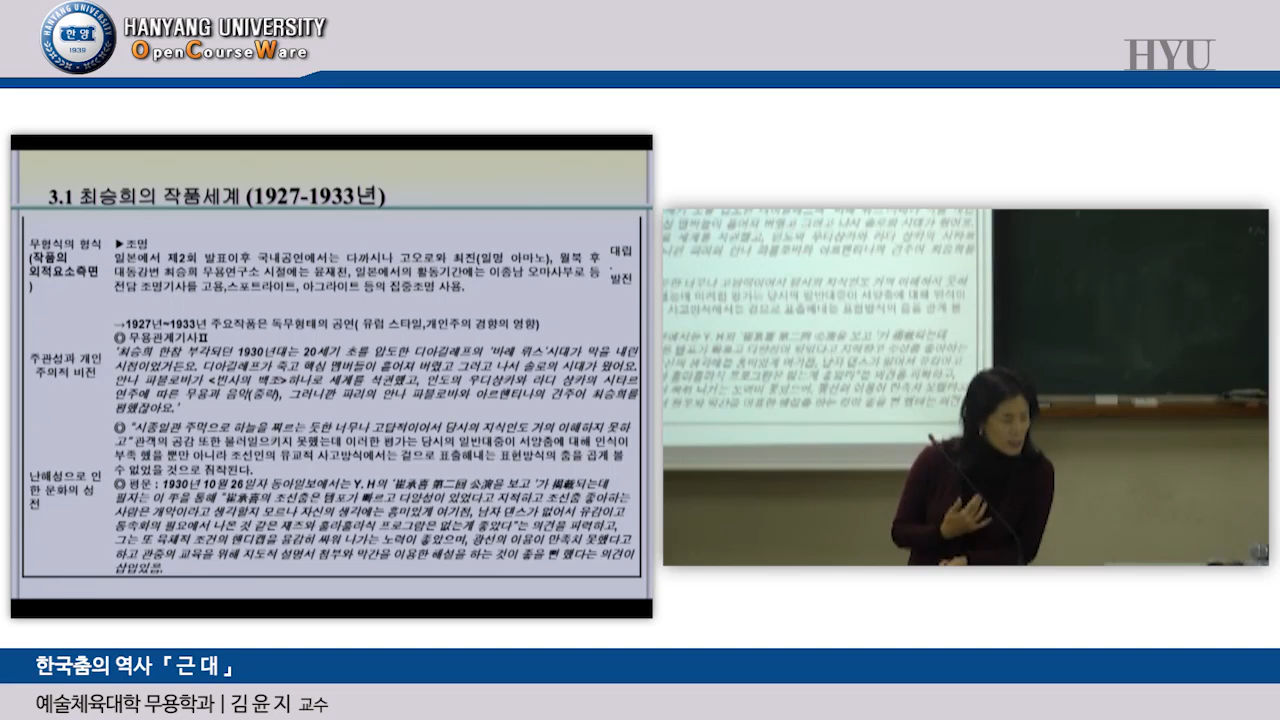 HANYANG UNIVERSITY
한양
1939
HANYANG UNIVERSITY
OpenCourseWare
HYU
3.1 최승희의 작품세계 (1927-1933년)
무형식의 형식
(작품의
외적요소측면
)
▶조명
일본에서 제2회 발표이후 국내공연에서는 다까시나 고오로와 최진(일명 아마노), 월북 후
대동강변 최승희 무용연구소 시절에는 윤재천, 일본에서의 활동기간에는 이종남 오마사부로 등
전담 조명기사를 고용,스포트라이트, 아그라이트 등의 집중조명 사용.
대립
.
발전
→1927년~1933년 주요작품은 독무형태의 공연( 유럽 스타일,개인주의 경향의 영향)
◎ 무용관계기사Ⅱ
주관성과 개인
주의적 비전
'최승희 한참 부각되던 1930년대는 20세기 초를 압도한 디아길레프의 '바레 뤼스'시대가 막을 내린
시점이었거든요. 디아길레프가 죽고 핵심 멤버들이 흩어져 버렸고 그러고 나서 솔로의 시대가 왔어요.
안나 파블로바가 <빈사의 백조>하나로 세계를 석권했고, 인도의 우디샹카와 라디 샹카의 시타르
연주에 따른 무용과 음악(중략), 그러니깐 파리의 안나 파블로바와 아르헨티나의 견주어 최승희를
평했잖아요.'
◎ "시종일관 주먹으로 하늘을 찌르는 듯한 너무나 고답적이어서 당시의 지식인도 거의 이해하지 못하
고"관객의 공감 또한 불러일으키지 못했는데 이러한 평가는 당시의 일반대중이 서양춤에 대해 인식이
부족 했을 뿐만 아니라 조선인의 유교적 사고방식에서는 겉으로 표출해내는 표현방식의 춤을 곱게 볼
수 없었을 것으로 짐작된다.
난해성으로 인
한 문화의 성
전
◎ 평문 : 1930년 10월 26일자 동아일보에서는 Y. H의 '崔承喜 第二回 公演을 보고 '가 揭載되는데
필자는 이 주을 통해 "崔承喜의 조선춤은 템포가 빠르고 다양성이 있었다고 지적하고 조선춤 좋아하는
사람은 개악이라고 생각할지 모르나 자신의 생각에는 흥미있게 여기점, 남자 댄스가 없어서 유감이고
통속화의 필요에서 나온 것 같은 째즈와 훌라훌라식 프로그람은 없는게 좋았다"는 의견을 피력하고,
그는 또 육체적 조건의 핸디캡을 용감히 싸워 나가는 노력이 좋았으며, 광선의 이용이 만족치 못했다고
하고 관중의 교육을 위해 지도적 설명서 첨부와 막간을 이용한 해설을 하는 것이 좋을 뻔 했다는 의견이
삽입있음.
한국춤의 역사 「 근 대 」
예술체육대학 무용학과 | 김 윤 지 교수